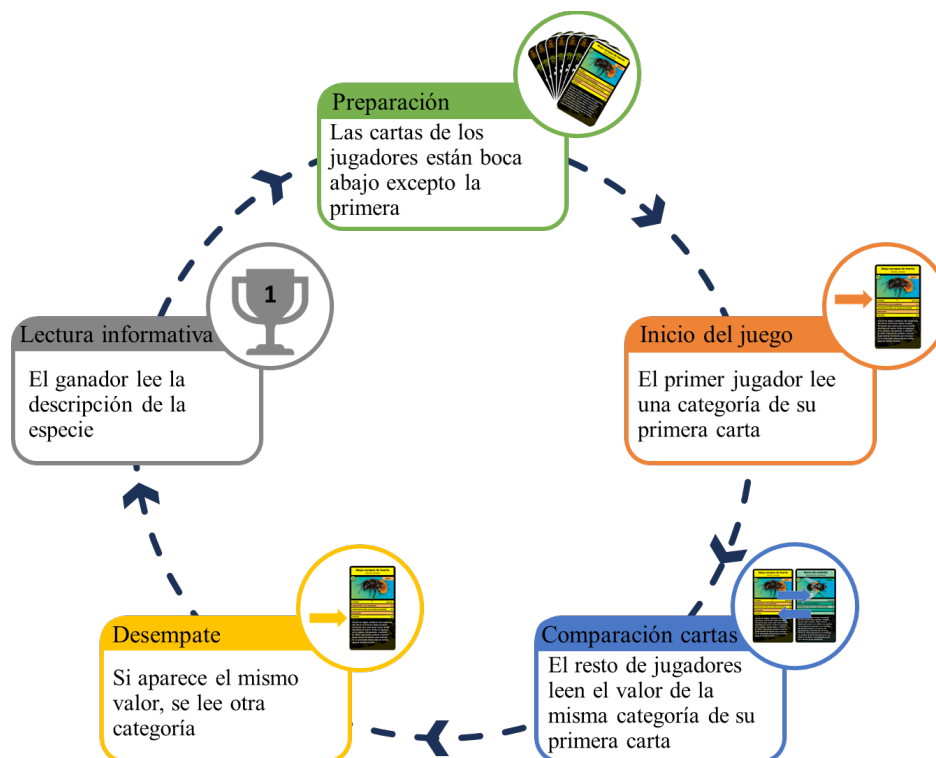 Preparación
Las cartas de los
jugadores están boca
abajo excepto la
primera
Inicio del juego
El primer jugador lee
una categoría de su
primera carta
Comparación cartas
El resto de jugadores
leen el valor de la
misma categoría de su
primera carta
Desempate
Si aparece el mismo
valor, se lee otra
categoría
Lectura informativa
1
El ganador lee la
descripción de la
especie